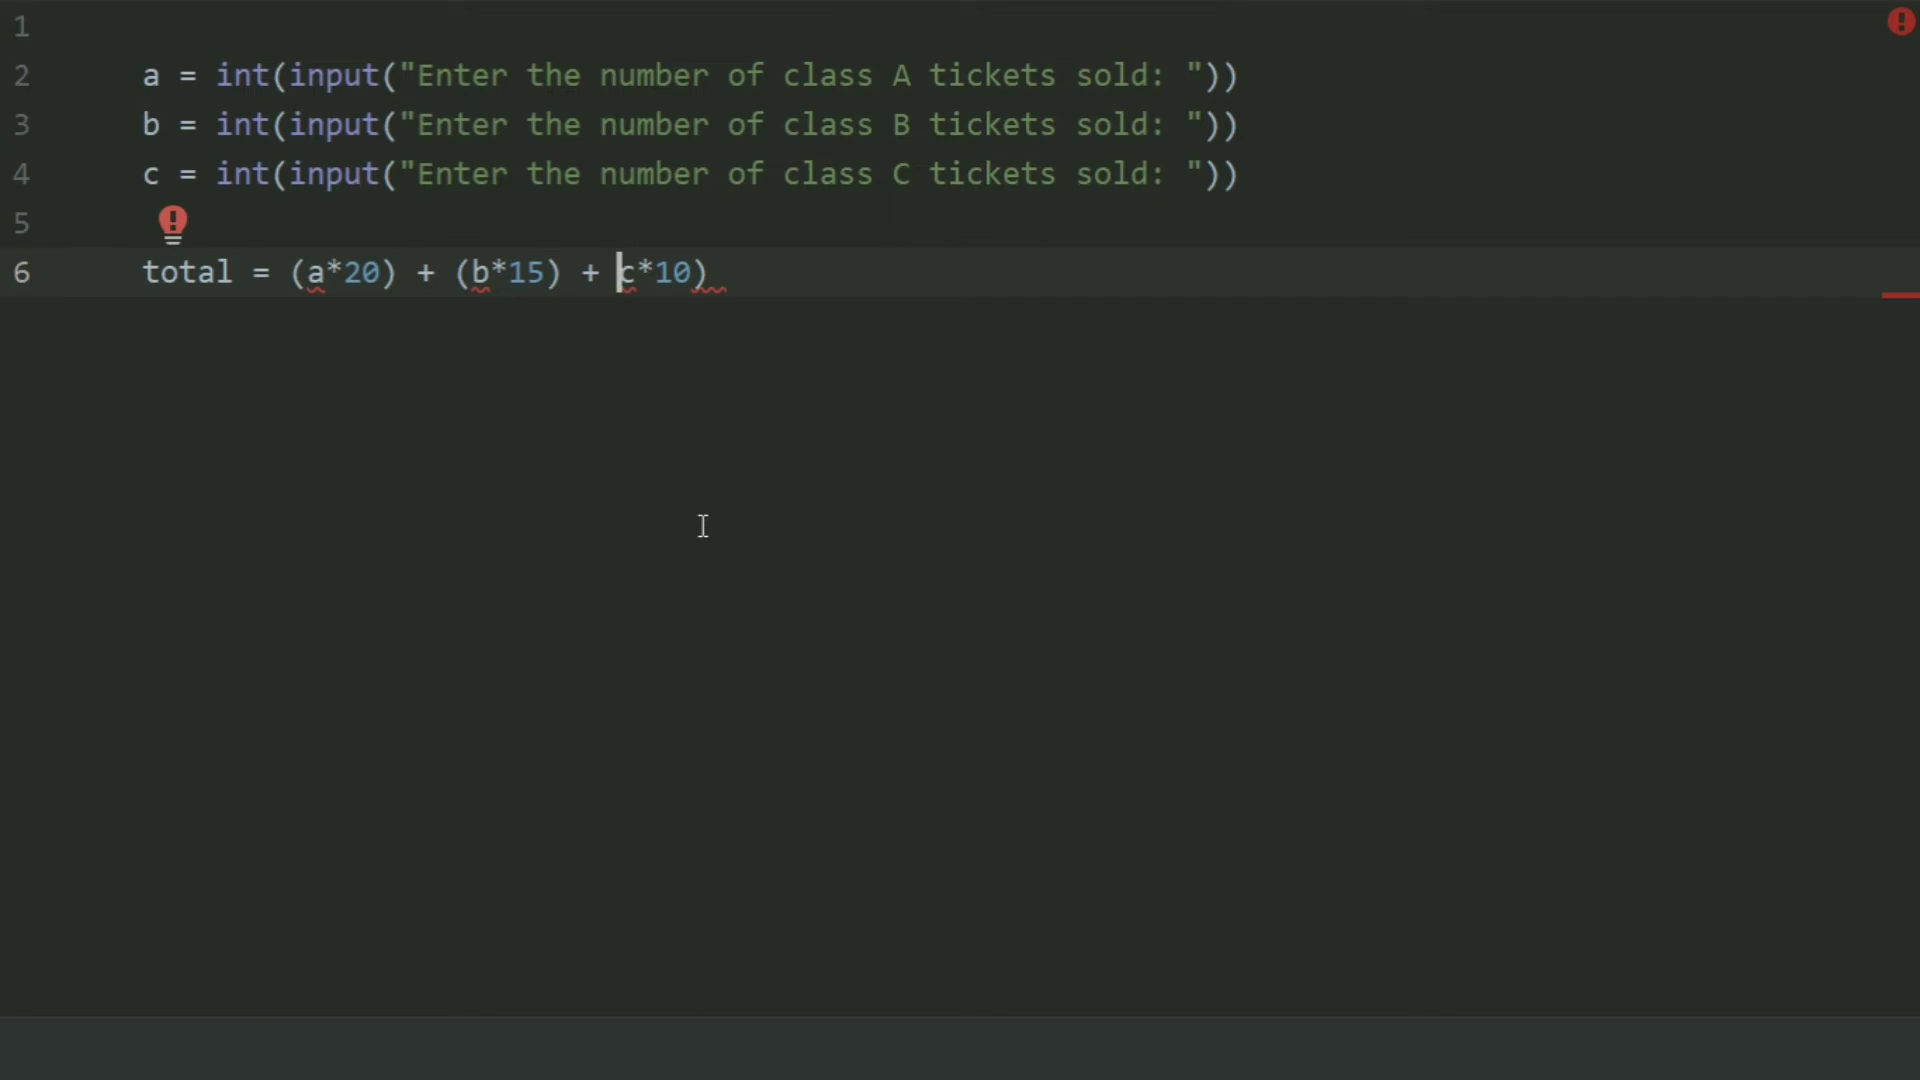 1
2 a = int(input("Enter the number of class A tickets sold: "))
3 b = int(input("Enter the number of class B tickets sold: "))
4 c = int(input("Enter the number of class C tickets sold: "))
5
6 total = (a*20) + (b*15) + c*10)